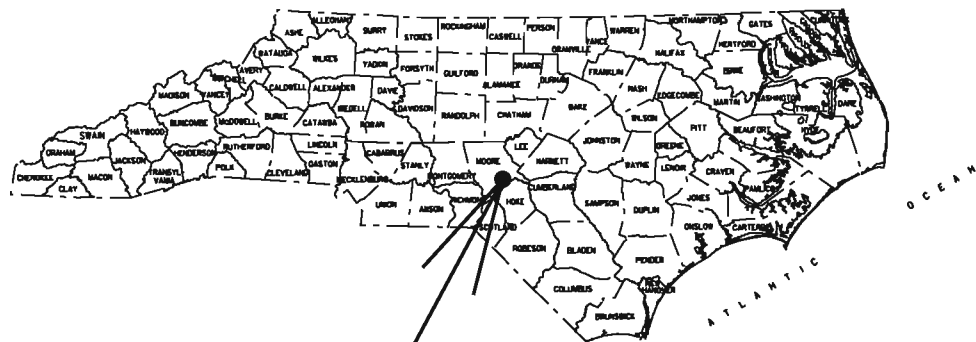 ALLEGHANY
ASHE
SURRY
STOKES
ROCKINGHAM
CASWELL
PERSON
GRANVILLE
VANCE
WARREN
NORTHAMPTON
GATES
HERTFORD
HALIFAX
WATAUGA
WILKES
YADKIN
FORSYTH
GUILFORD
ALAMANCE
ORANGE
DURHAM
FRANKLIN
NASH
EDGECOMBE
BERTIE
MARTIN
WASHINGTON
TYRRELL
DARE
AVERY
MADISON
YANCEY
CALDWELL
ALEXANDER
IREDELL
DAVIE
DAVIDSON
RANDOLPH
CHATHAM
WAKE
WILSON
PITT
BEAUFORT
HYDE
SWAIN
HAYWOOD
BUNCOMBE
McDOWELL
BURKE
CATAWBA
ROWAN
JOHNSTON
GREENE
GRAHAM
JACKSON
HENDERSON
RUTHERFORD
LINCOLN
CABARRUS
STANLY
MONTGOMERY
MOORE
LEE
HARNETT
WAYNE
LENOIR
CRAVEN
PAMLICO
CHEROKEE
CLAY
MACON
TRANSYL
VANIA
POLK
CLEVELAND
GASTON
MECKLENBURG
UNION
ANSON
RICHMOND
HOKE
CUMBERLAND
SAMPSON
DUPLIN
JONES
ONSLOW
CARTERET
SCOTLAND
ROBESON
BLADEN
PENDER
COLUMBUS
NEW
HANOVER
BRUNSWICK
ATLANTIC
OCEAN